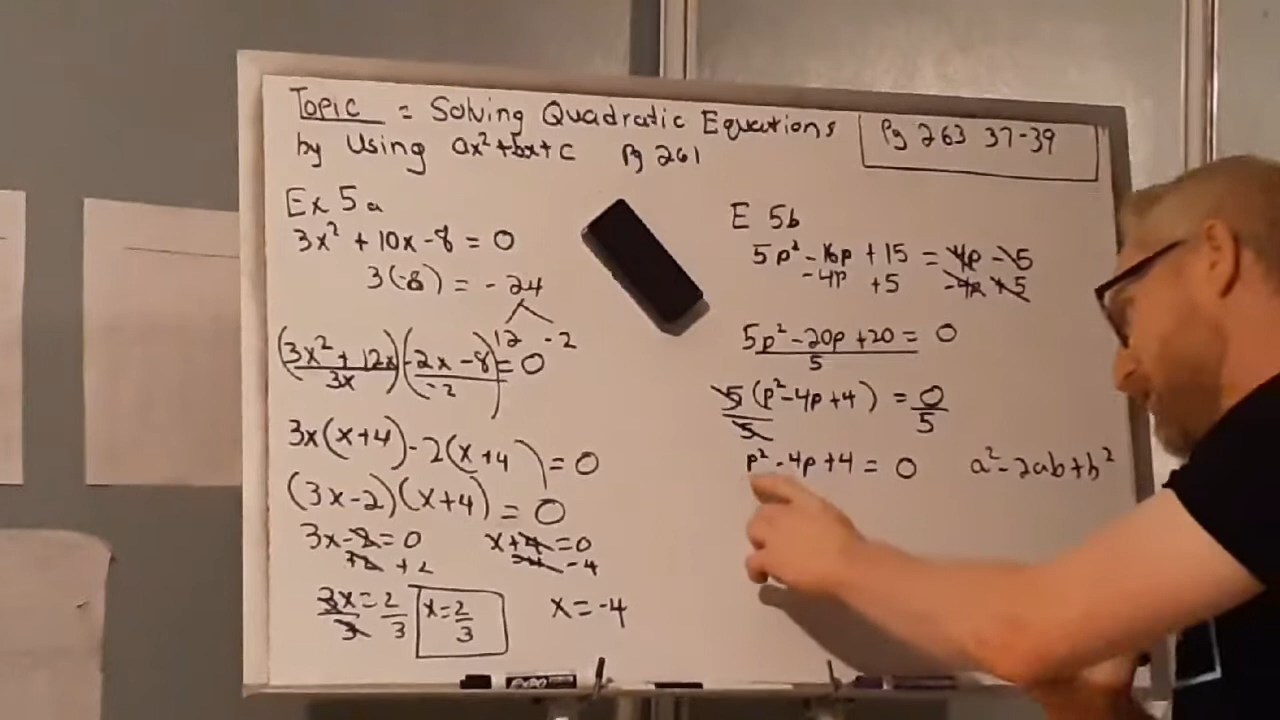 Topic = Solving Quadratic Equations
by Using ax²+bx+c Pg 261
Pg 263 37-39
Ex 5a
3x² + 10x - 8 = 0
3(-8) = -24
12 -2
(3x² + 12x)(-2x - 8) = 0
3x -2
3x(x+4) - 2(x+4) = 0
(3x-2)(x+4) = 0
3x - 2 = 0 x + 4 = 0
+2 +2 -4 -4
3x = 2 x = 2 x = -4
3 3 3
E 5b
5p² - 16p + 15 = 4p - 5
-4p +5 -4p +5
5p² - 20p + 20 = 0
5
5(p² - 4p + 4) = 0
5 5
p² - 4p + 4 = 0 a² - 2ab + b²
EXPO